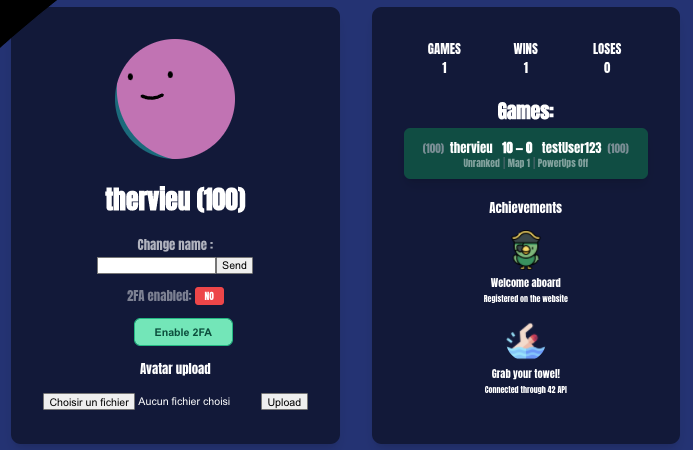 thervieu (100)
Change name :
Send
2FA enabled: NO
Enable 2FA
Avatar upload
Choisir un fichier Aucun fichier choisi Upload
GAMES WINS LOSES
1 1 0
Games:
(100) thervieu 10 – 0 testUser123 (100)
Unranked | Map 1 | PowerUps Off
Achievements
Welcome aboard
Registered on the website
Grab your towel!
Connected through 42 API